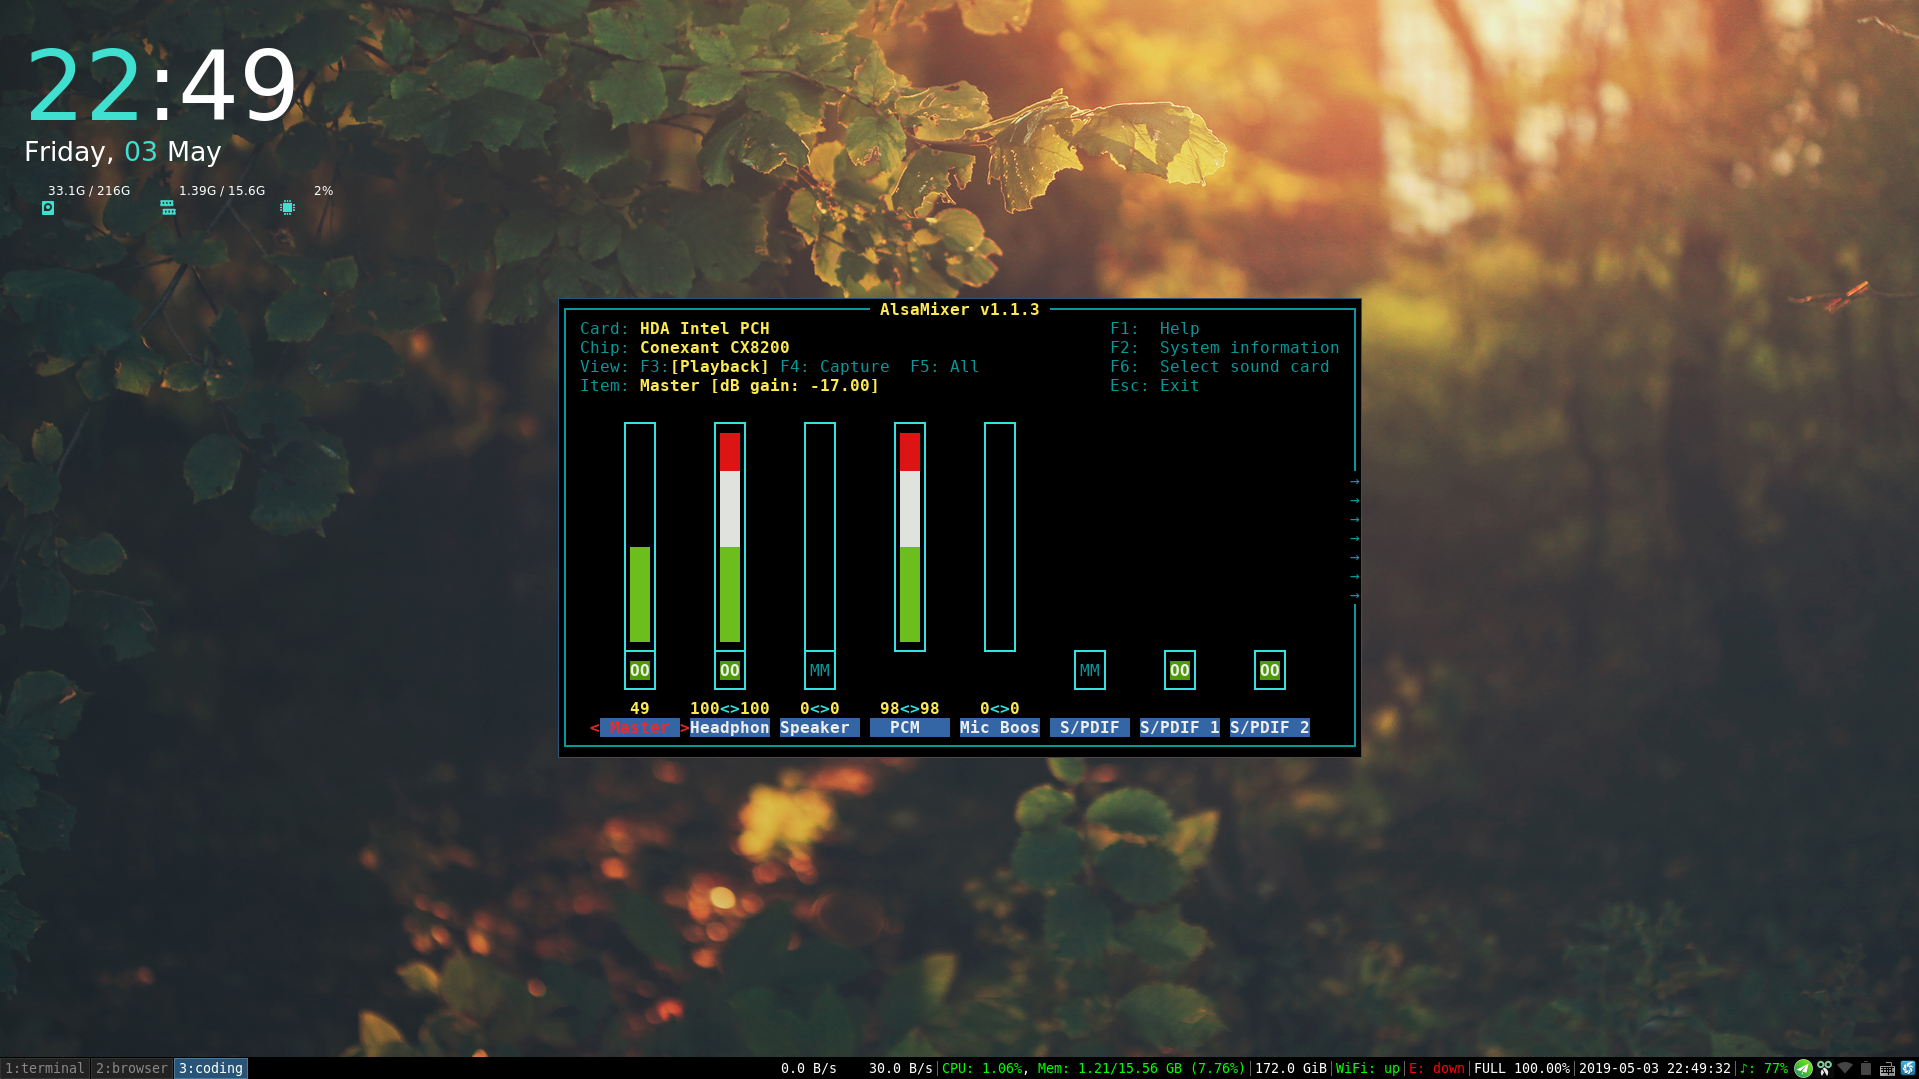 22:49
Friday, 03 May
33.1G / 216G 1.39G / 15.6G 2%
AlsaMixer v1.1.3
Card: HDA Intel PCH F1: Help
Chip: Conexant CX8200 F2: System information
View: F3:[Playback] F4: Capture F5: All F6: Select sound card
Item: Master [dB gain: -17.00] Esc: Exit
→
→
→
→
→
→
→
OO OO MM MM OO OO
49 100<>100 0<>0 98<>98 0<>0
< Master >Headphon Speaker PCM Mic Boos S/PDIF S/PDIF 1 S/PDIF 2
1:terminal 2:browser 3:coding 0.0 B/s 30.0 B/s|CPU: 1.06%, Mem: 1.21/15.56 GB (7.76%)|172.0 GiB|WiFi: up|E: down|FULL 100.00%|2019-05-03 22:49:32|♪: 77%